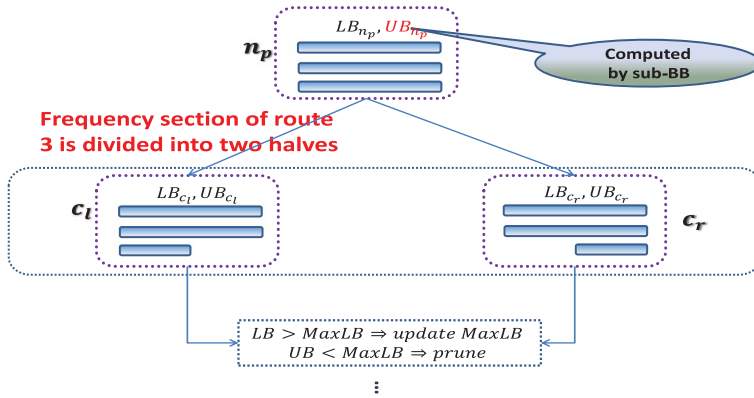 LB_{n_p}, UB_{n_p}
n_p
Computed
by sub-BB
Frequency section of route
3 is divided into two halves
LB_{c_l}, UB_{c_l}
c_l
LB_{c_r}, UB_{c_r}
c_r
LB > MaxLB ⇒ update MaxLB
UB < MaxLB ⇒ prune
⋮